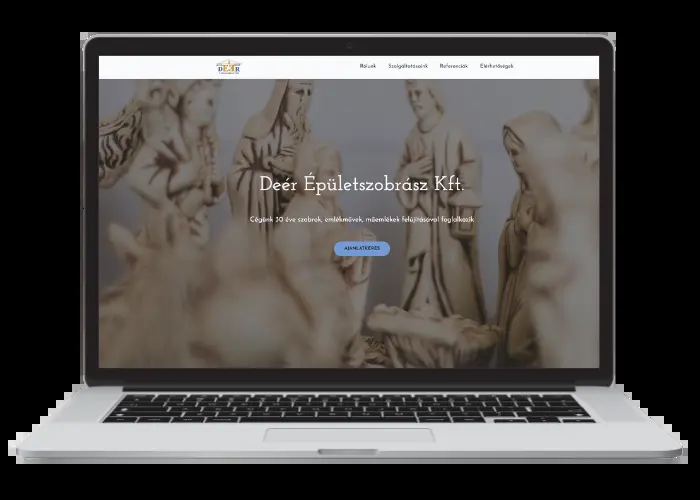 DEÉR
Rólunk Szolgáltatásaink Referenciák Elérhetőségek
Deér Épületszobrász Kft.
Cégünk 30 éve szobrok, emlékművek, műemlékek felújításával foglalkozik
AJÁNLATKÉRÉS